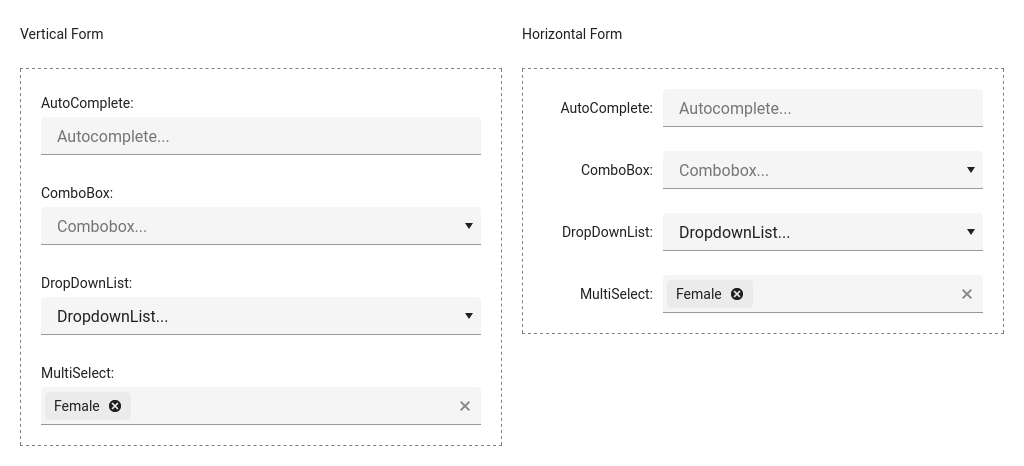 Vertical Form
AutoComplete:
Autocomplete...
ComboBox:
Combobox...
DropDownList:
DropdownList...
MultiSelect:
Female
Horizontal Form
AutoComplete: Autocomplete...
ComboBox: Combobox...
DropDownList: DropdownList...
MultiSelect: Female